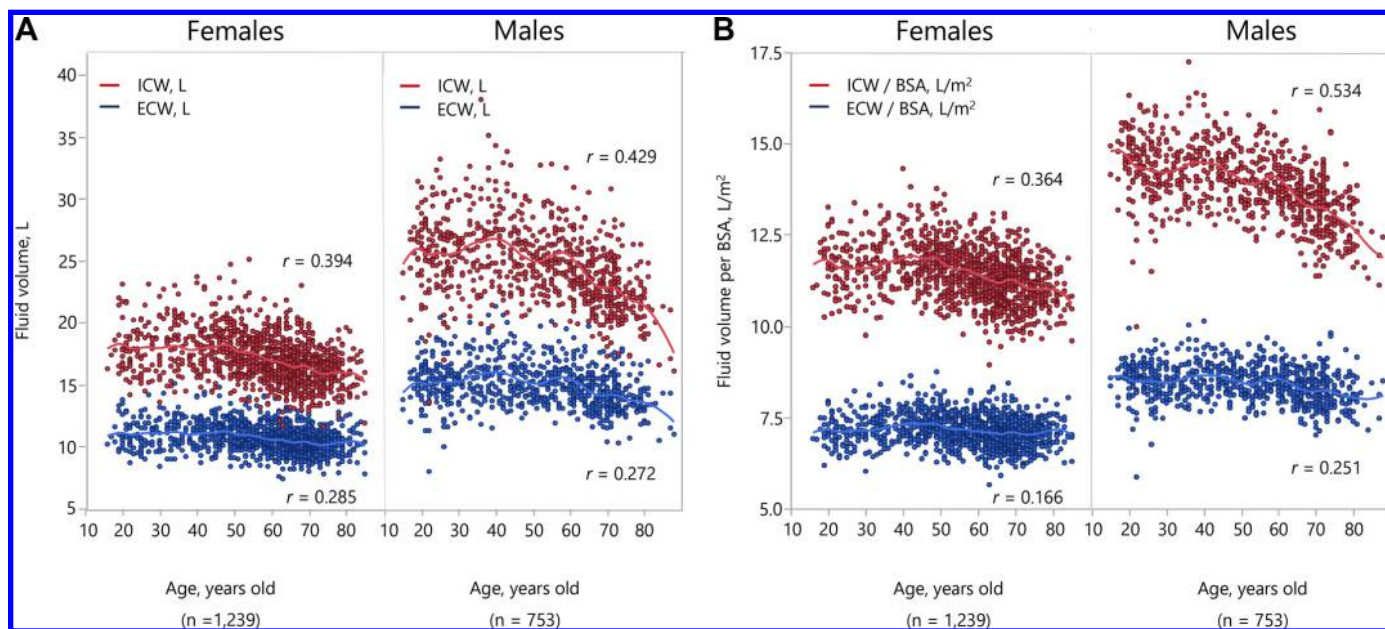 A
Females
Males
ICW, L
ECW, L
ICW, L
ECW, L
r = 0.429
r = 0.394
r = 0.272
r = 0.285
Fluid volume, L
40
35
30
25
20
15
10
5
10 20 30 40 50 60 70 80
10 20 30 40 50 60 70 80
Age, years old
(n =1,239)
Age, years old
(n = 753)
B
Females
Males
ICW / BSA, L/m²
ECW / BSA, L/m²
r = 0.534
r = 0.364
r = 0.251
r = 0.166
Fluid volume per BSA, L/m²
17.5
15.0
12.5
10.0
7.5
5.0
10 20 30 40 50 60 70 80
10 20 30 40 50 60 70 80
Age, years old
(n = 1,239)
Age, years old
(n = 753)